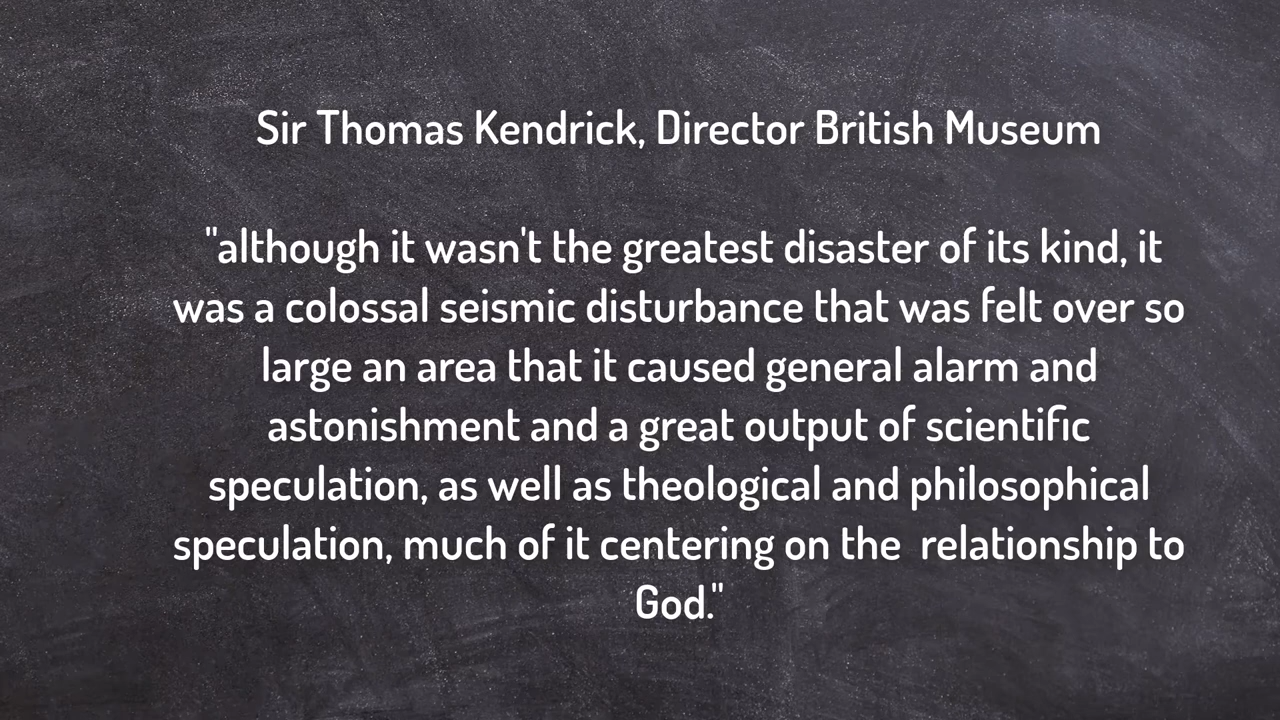 Sir Thomas Kendrick, Director British Museum
"although it wasn't the greatest disaster of its kind, it
was a colossal seismic disturbance that was felt over so
large an area that it caused general alarm and
astonishment and a great output of scientific
speculation, as well as theological and philosophical
speculation, much of it centering on the  relationship to
God."